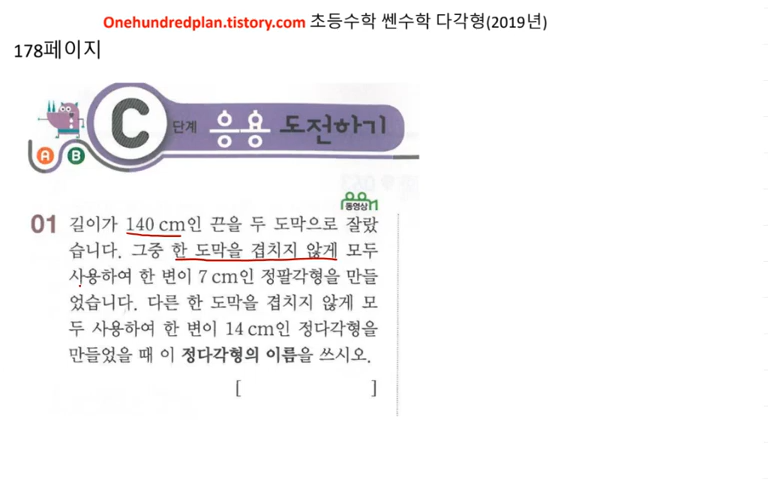 Onehundredplan.tistory.com 초등수학 쎈수학 다각형(2019년)
178페이지
C 단계 응용 도전하기
A B
동영상
01 길이가 140 cm인 끈을 두 도막으로 잘랐
습니다. 그중 한 도막을 겹치지 않게 모두
사용하여 한 변이 7 cm인 정팔각형을 만들
었습니다. 다른 한 도막을 겹치지 않게 모
두 사용하여 한 변이 14 cm인 정다각형을
만들었을 때 이 정다각형의 이름을 쓰시오.
[ ]